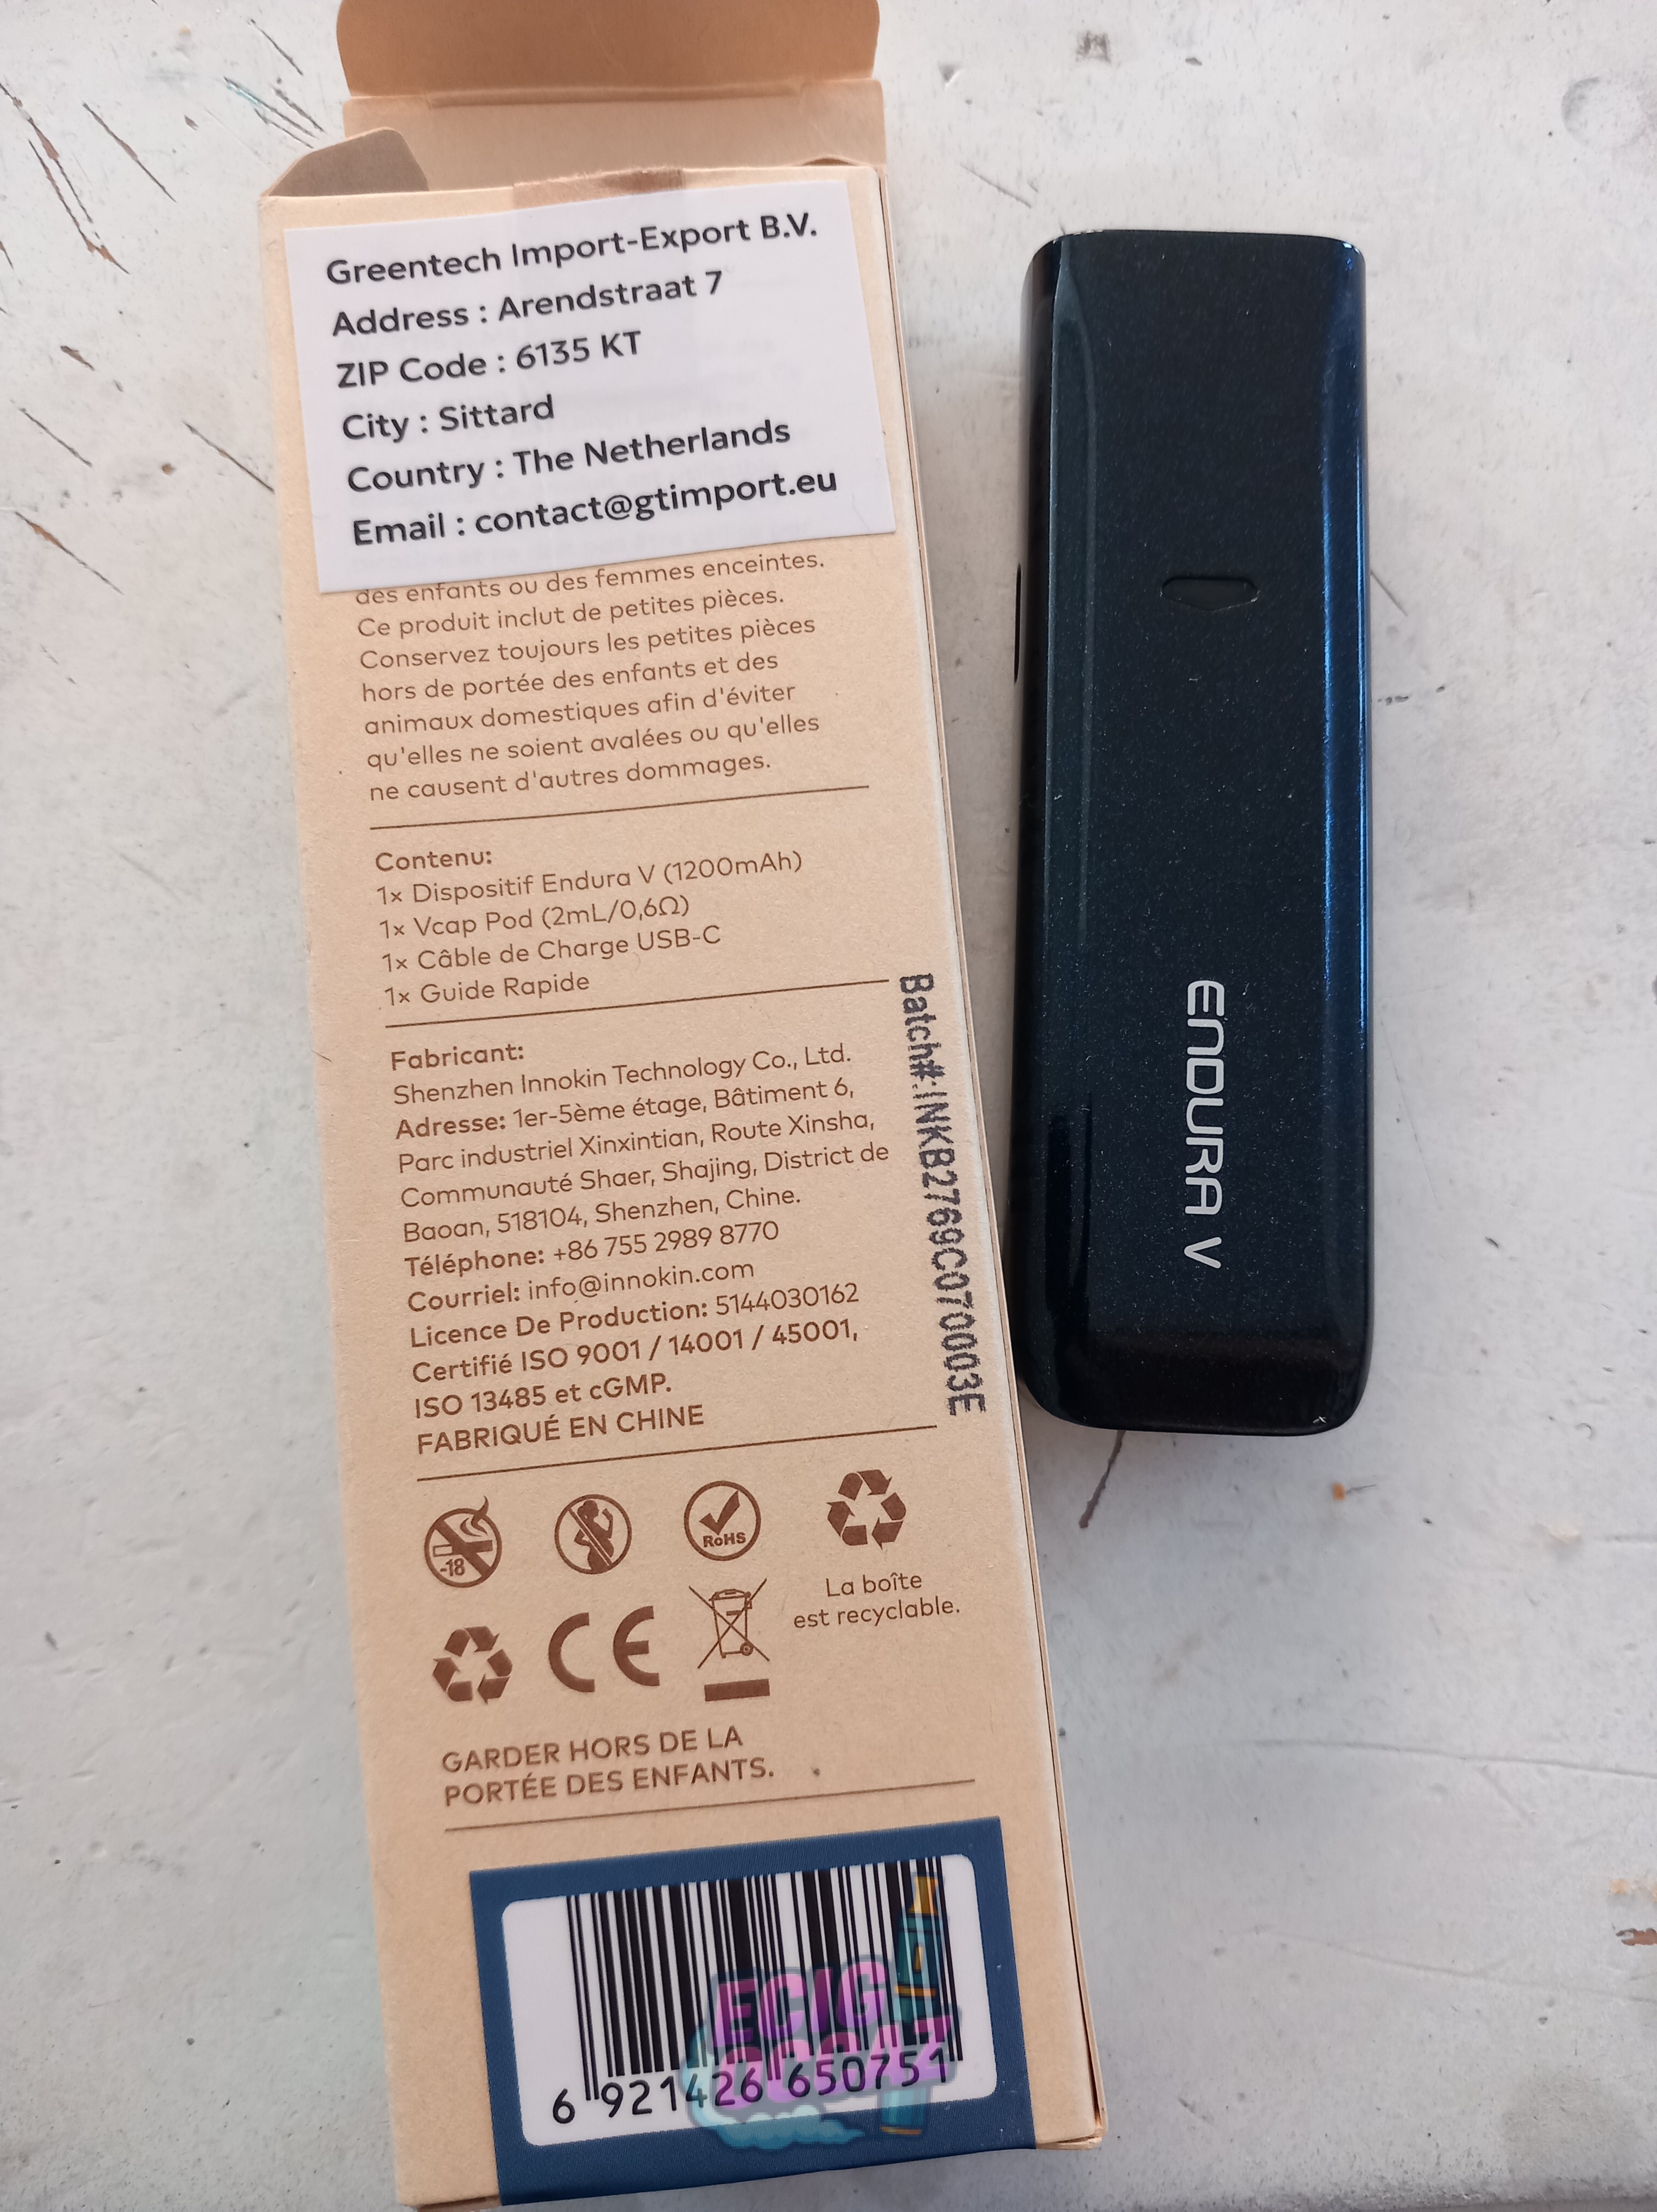 Greentech Import-Export B.V.
Address : Arendstraat 7
ZIP Code : 6135 KT
City : Sittard
Country : The Netherlands
Email : contact@gtimport.eu
des enfants ou des femmes enceintes.
Ce produit inclut de petites pièces.
Conservez toujours les petites pièces
hors de portée des enfants et des
animaux domestiques afin d'éviter
qu'elles ne soient avalées ou qu'elles
ne causent d'autres dommages.
Contenu:
1x Dispositif Endura V (1200mAh)
1x Vcap Pod (2mL/0,6Ω)
1x Câble de Charge USB-C
1x Guide Rapide
Fabricant:
Shenzhen Innokin Technology Co., Ltd.
Adresse: 1er-5ème étage, Bâtiment 6,
Parc industriel Xinxintian, Route Xinsha,
Communauté Shaer, Shajing, District de
Baoan, 518104, Shenzhen, Chine.
Téléphone: +86 755 2989 8770
Courriel: info@innokin.com
Licence De Production: 5144030162
Certifié ISO 9001 / 14001 / 45001,
ISO 13485 et cGMP.
FABRIQUÉ EN CHINE
Batch#:INKB2769C070003E
-18
RoHS
La boîte
est recyclable.
CE
GARDER HORS DE LA
PORTÉE DES ENFANTS.
ECIG
6 921426 650751
ENDURA V